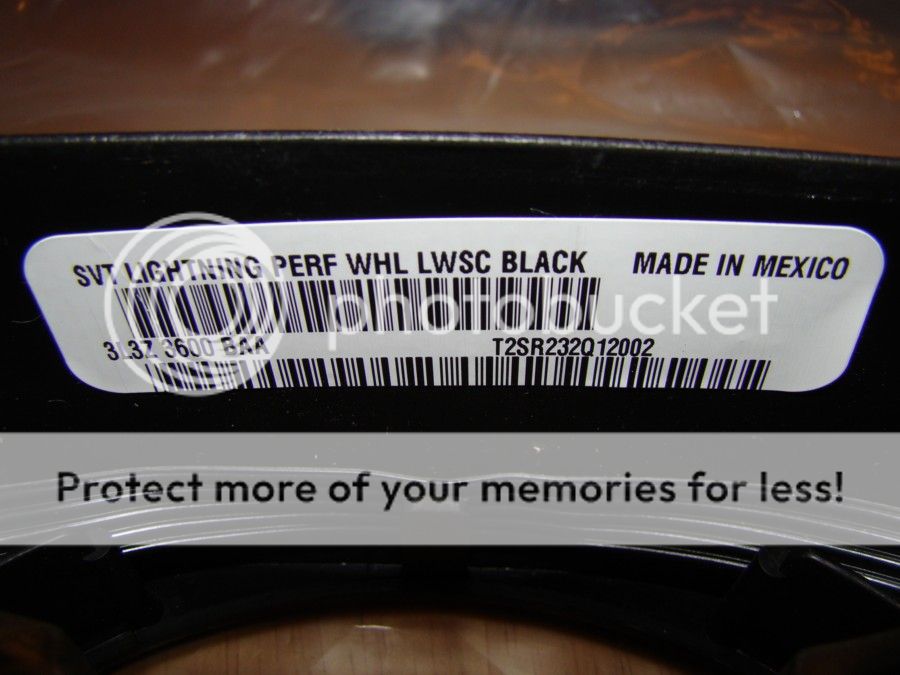 SVT LIGHTNING PERF WHL LWSC BLACK MADE IN MEXICO
3L3Z 3600 BAA T2SR232Q12002
photobucket
Protect more of your memories for less!